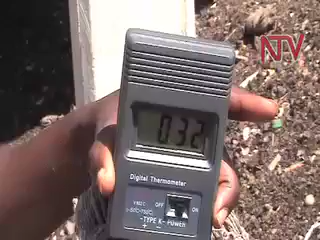 NTV
032
Digital Thermometer
OFF ON
-TYPE K- POWER
- +